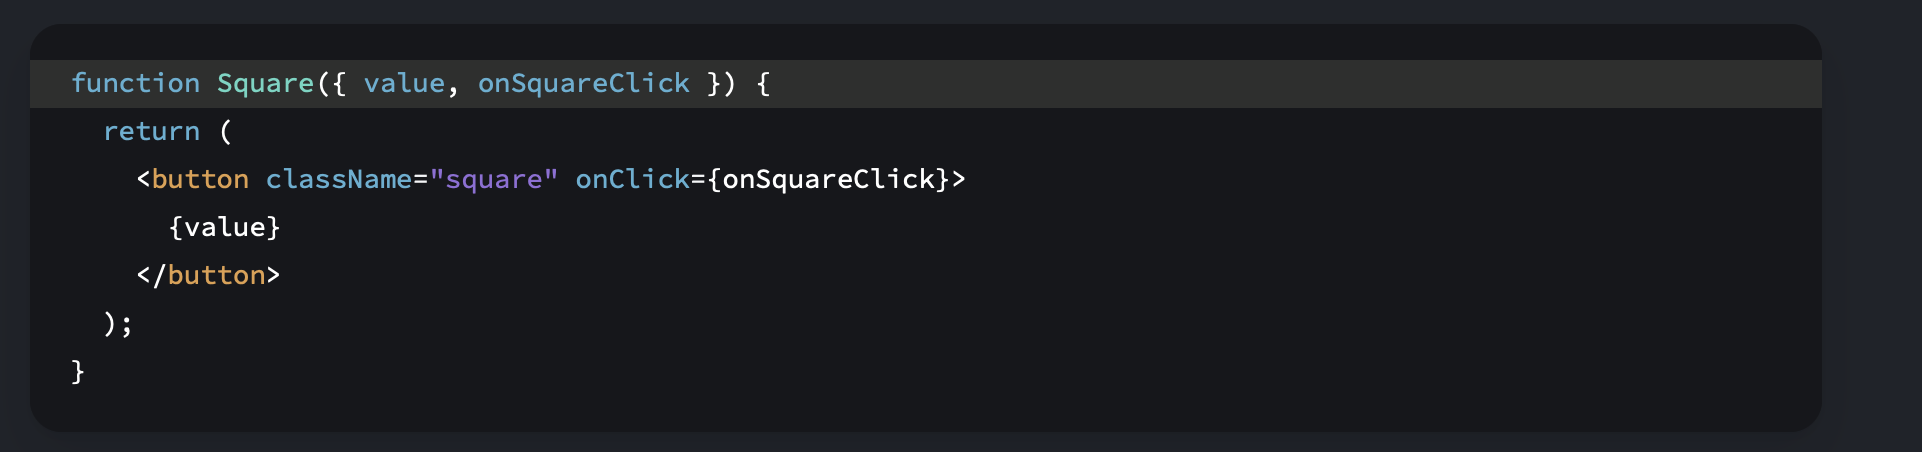 function Square({ value, onSquareClick }) {
  return (
    <button className="square" onClick={onSquareClick}>
      {value}
    </button>
  );
}